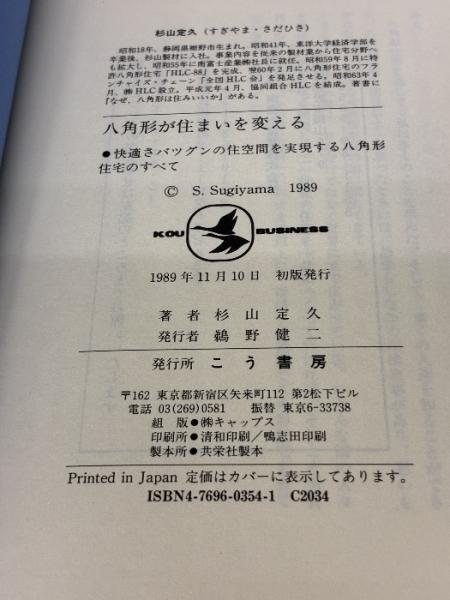 杉山定久（すぎやま・さだひさ）
昭和18年、静岡県裾野市生まれ。昭和41年、東洋大学経済学部を
卒業後、杉山製材に入社。事業内容を従来の製材業から住宅分野へ
も拡大し、昭和55年に南富士産業㈱社長に就任。昭和59年8月に特
許八角形住宅「HLC-88」を完成、翌60年2月に八角形住宅のフラ
ンチャイズ・チェーン「全国HLC会」を発足させる。昭和63年4
月、㈱HLC設立。平成元年4月、協同組合HLCを結成。著書に
『なぜ、八角形は住みいいか』がある。
八角形が住まいを変える
●快適さバツグンの住空間を実現する八角形
住宅のすべて
© S. Sugiyama 1989
KOU BUSINESS
1989年11月10日 初版発行
著者 杉山定久
発行者 鵜野健二
発行所 こう書房
〒162 東京都新宿区矢来町112 第2松下ビル
電話 03(269)0581 振替 東京6-33738
組版●㈱キャップス
印刷所●清和印刷／鴨志田印刷
製本所●共栄社製本
Printed in Japan 定価はカバーに表示してあります。
ISBN4-7696-0354-1 C2034